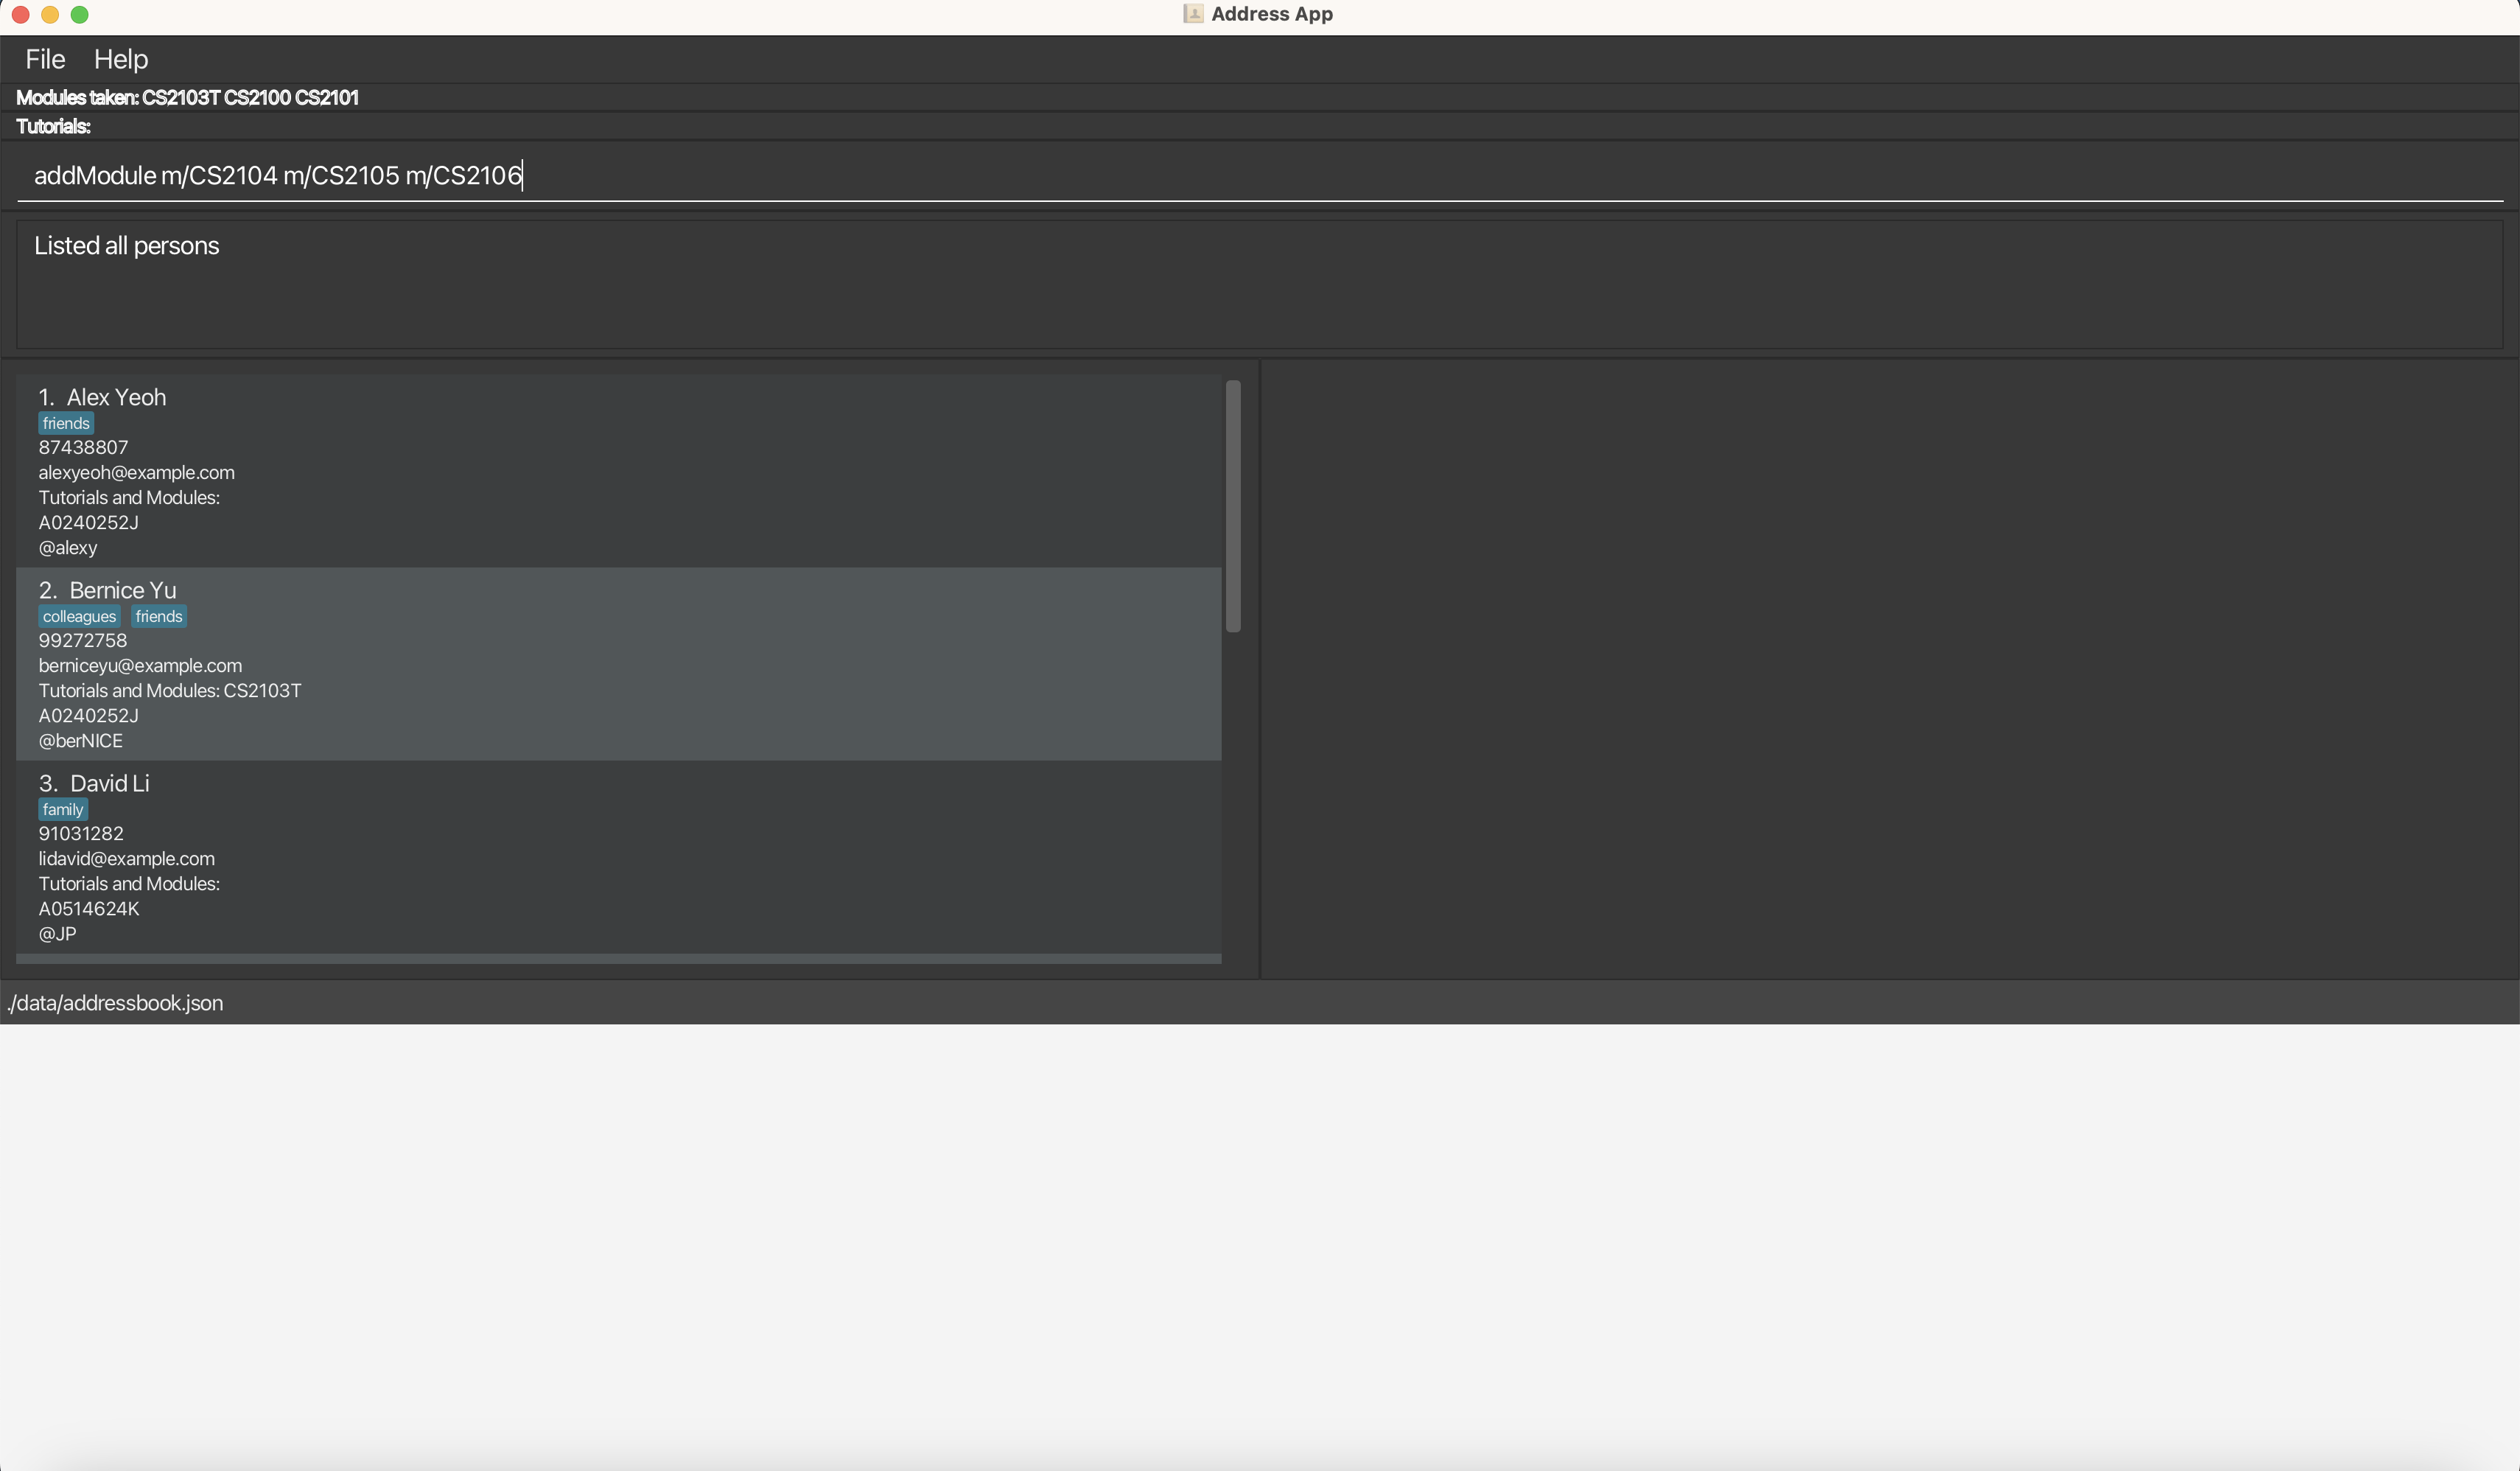 Address App
File Help
Modules taken: CS2103T CS2100 CS2101
Tutorials:
addModule m/CS2104 m/CS2105 m/CS2106
Listed all persons
1. Alex Yeoh
friends
87438807
alexyeoh@example.com
Tutorials and Modules:
A0240252J
@alexy
2. Bernice Yu
colleagues friends
99272758
berniceyu@example.com
Tutorials and Modules: CS2103T
A0240252J
@berNICE
3. David Li
family
91031282
lidavid@example.com
Tutorials and Modules:
A0514624K
@JP
./data/addressbook.json